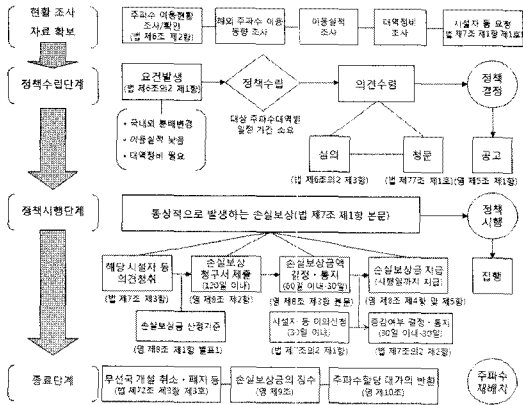 현황 조사
자료 확보
주파수 이용현황
조사/확인
(법 제6조 제2항)
해외 주파수 이용
동향 조사
이용실적
조사
대역정비
조사
시설자 등 요청
(법 제7조 제1항 제1호)
정책수립단계
요건발생
(법 제6조의2 제1항)
정책수립
대상 주파수대역별
일정 기간 소요
의견수렴
정책
결정
• 국내외 분배변경
• 이용실적 낮음
• 대역정비 필요
심의
(법 제6조의2 제3항)
청문
(법 제77조 제1호)
공고
(영 제5조 제1항)
정책시행단계
통상적으로 발생하는 손실보상(법 제7조 제1항 본문)
정책
시행
해당 시설자 등
의견청취
(법 제7조 제3항)
손실보상
청구서 제출
(120일 이내)
(영 제8조 제2항)
손실보상금액
결정·통지
(60일 이내-30일)
(영 제8조 제3항 본문)
손실보상금 지급
(시행일까지 지급)
(영 제8조 제4항 및 제5항)
집행
손실보상금 산정기준
(영 제8조 제1항 별표1)
시설자 등 이의신청
(30일 이내)
증감여부 결정·통지
(30일 이내-30일)
(법 제7조의2 제2항)
종료단계
무선국 개설 취소·폐지 등
(법 제72조 제3항 제3호)
손실보상금의 징수
(영 제9조)
주파수할당 대가의 반환
(영 제10조)
주파수
재배치